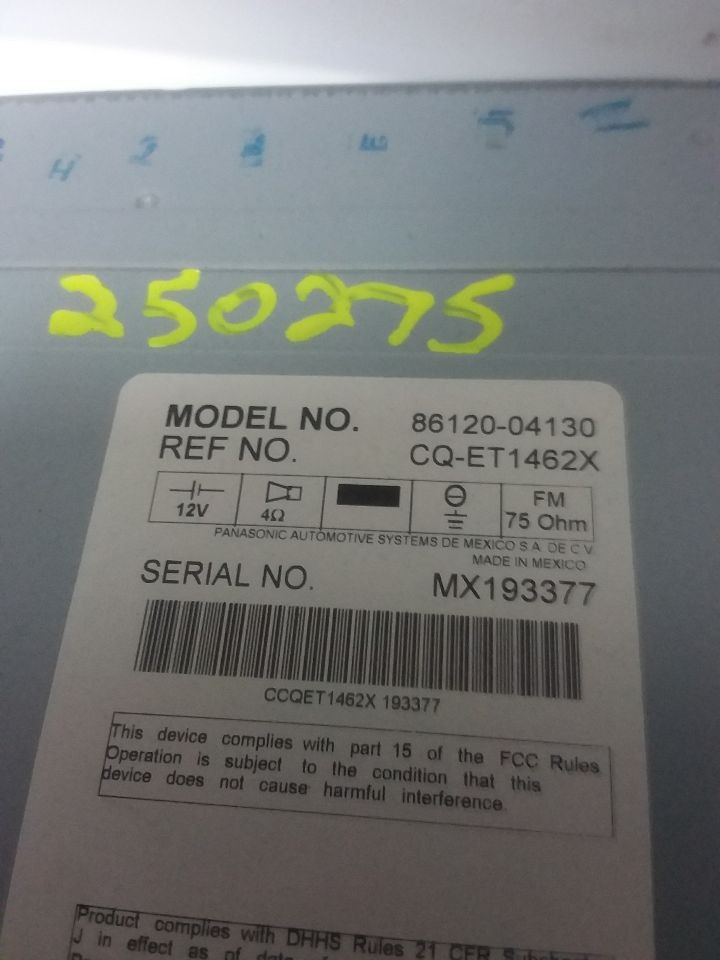 250275
MODEL NO. 86120-04130
REF NO. CQ-ET1462X
12V 4Ω FM 75 Ohm
PANASONIC AUTOMOTIVE SYSTEMS DE MEXICO S.A. DE C.V.
MADE IN MEXICO
SERIAL NO. MX193377
CCQET1462X 193377
This device complies with part 15 of the FCC Rules
Operation is subject to the condition that this
device does not cause harmful interference.
Product complies with DHHS Rules 21 CFR
J in effect as of